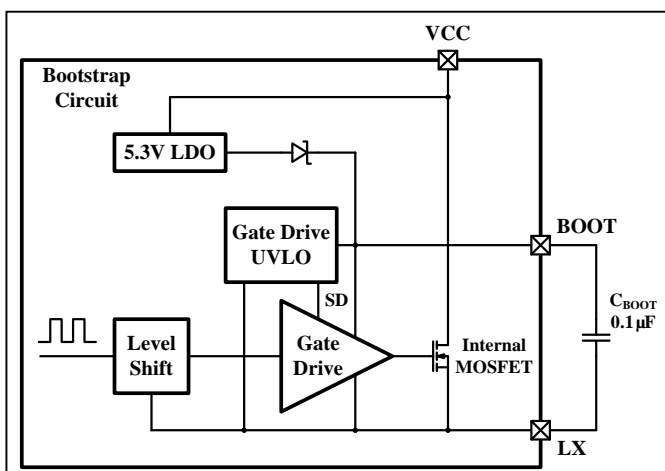 VCC
Bootstrap
Circuit
5.3V LDO
BOOT
Gate Drive
UVLO
SD
C_BOOT
0.1μF
Level
Shift
Gate
Drive
Internal
MOSFET
LX